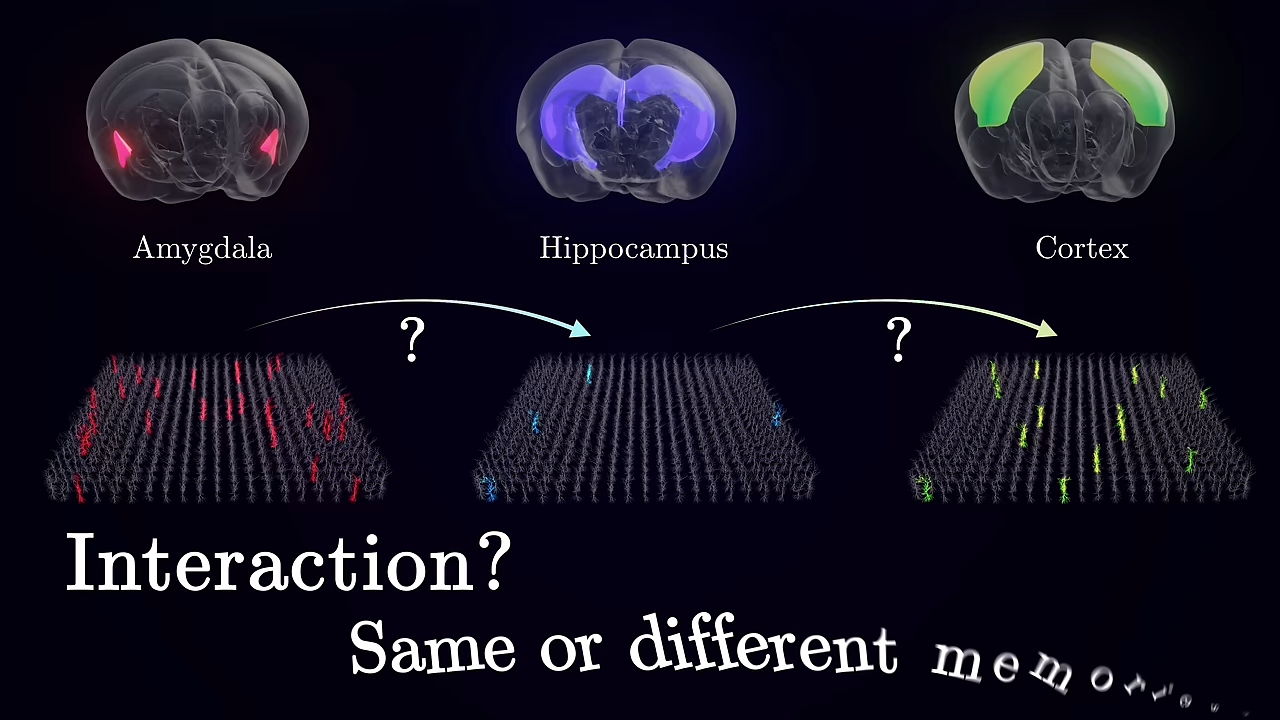 Amygdala
Hippocampus
Cortex
?
?
Interaction?
Same or different